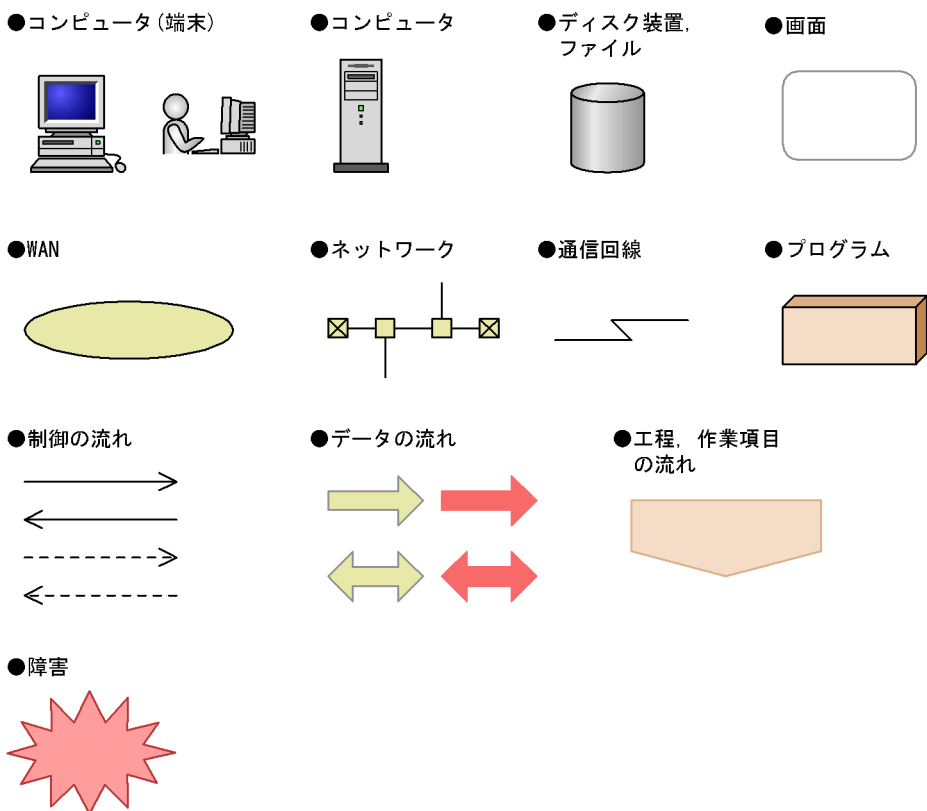 ●コンピュータ(端末)
●コンピュータ
●ディスク装置,
ファイル
●画面
●WAN
●ネットワーク
●通信回線
●プログラム
●制御の流れ
●データの流れ
●工程, 作業項目
の流れ
●障害